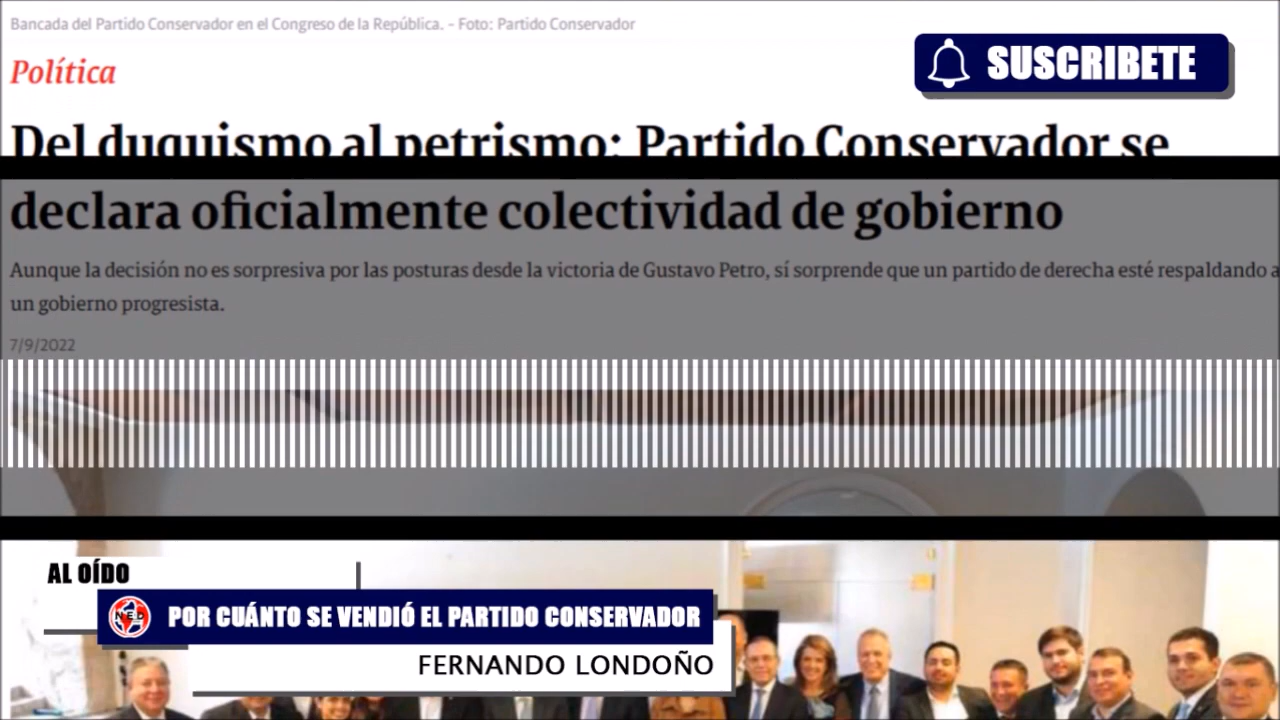 Bancada del Partido Conservador en el Congreso de la República. - Foto: Partido Conservador
SUSCRIBETE
Política
Del duquismo al petrismo: Partido Conservador se
declara oficialmente colectividad de gobierno
Aunque la decisión no es sorpresiva por las posturas desde la victoria de Gustavo Petro, sí sorprende que un partido de derecha esté respaldando a
un gobierno progresista.
7/9/2022
AL OÍDO
POR CUÁNTO SE VENDIÓ EL PARTIDO CONSERVADOR
FERNANDO LONDOÑO